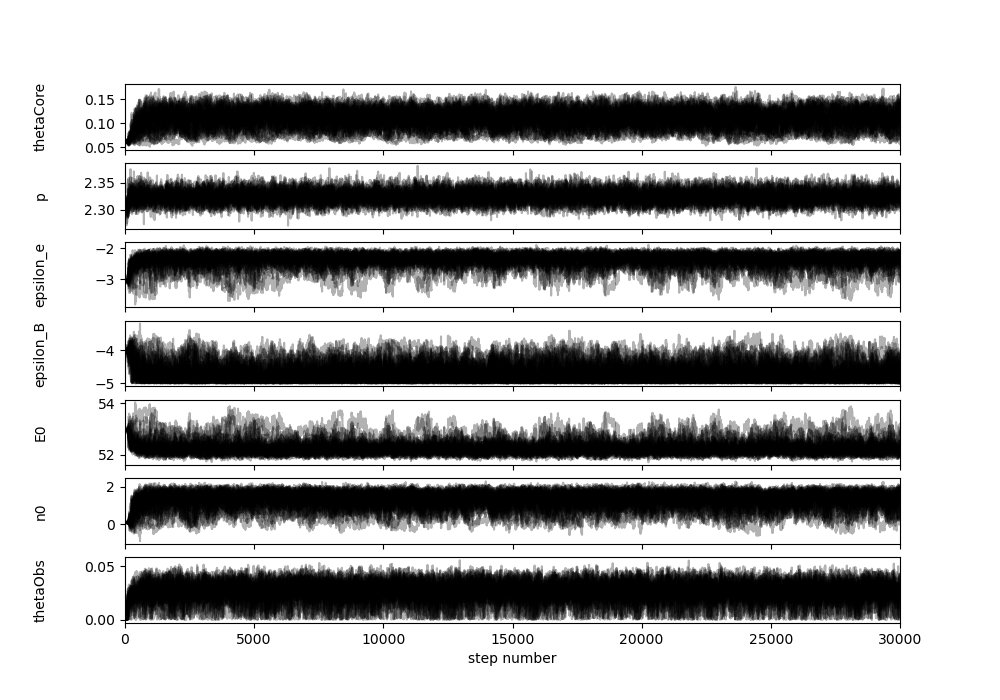 thetaCore
0.15
0.10
0.05
p
2.35
2.30
epsilon_e
−2
−3
epsilon_B
−4
−5
E0
54
52
n0
2
0
thetaObs
0.05
0.00
0 5000 10000 15000 20000 25000 30000
step number